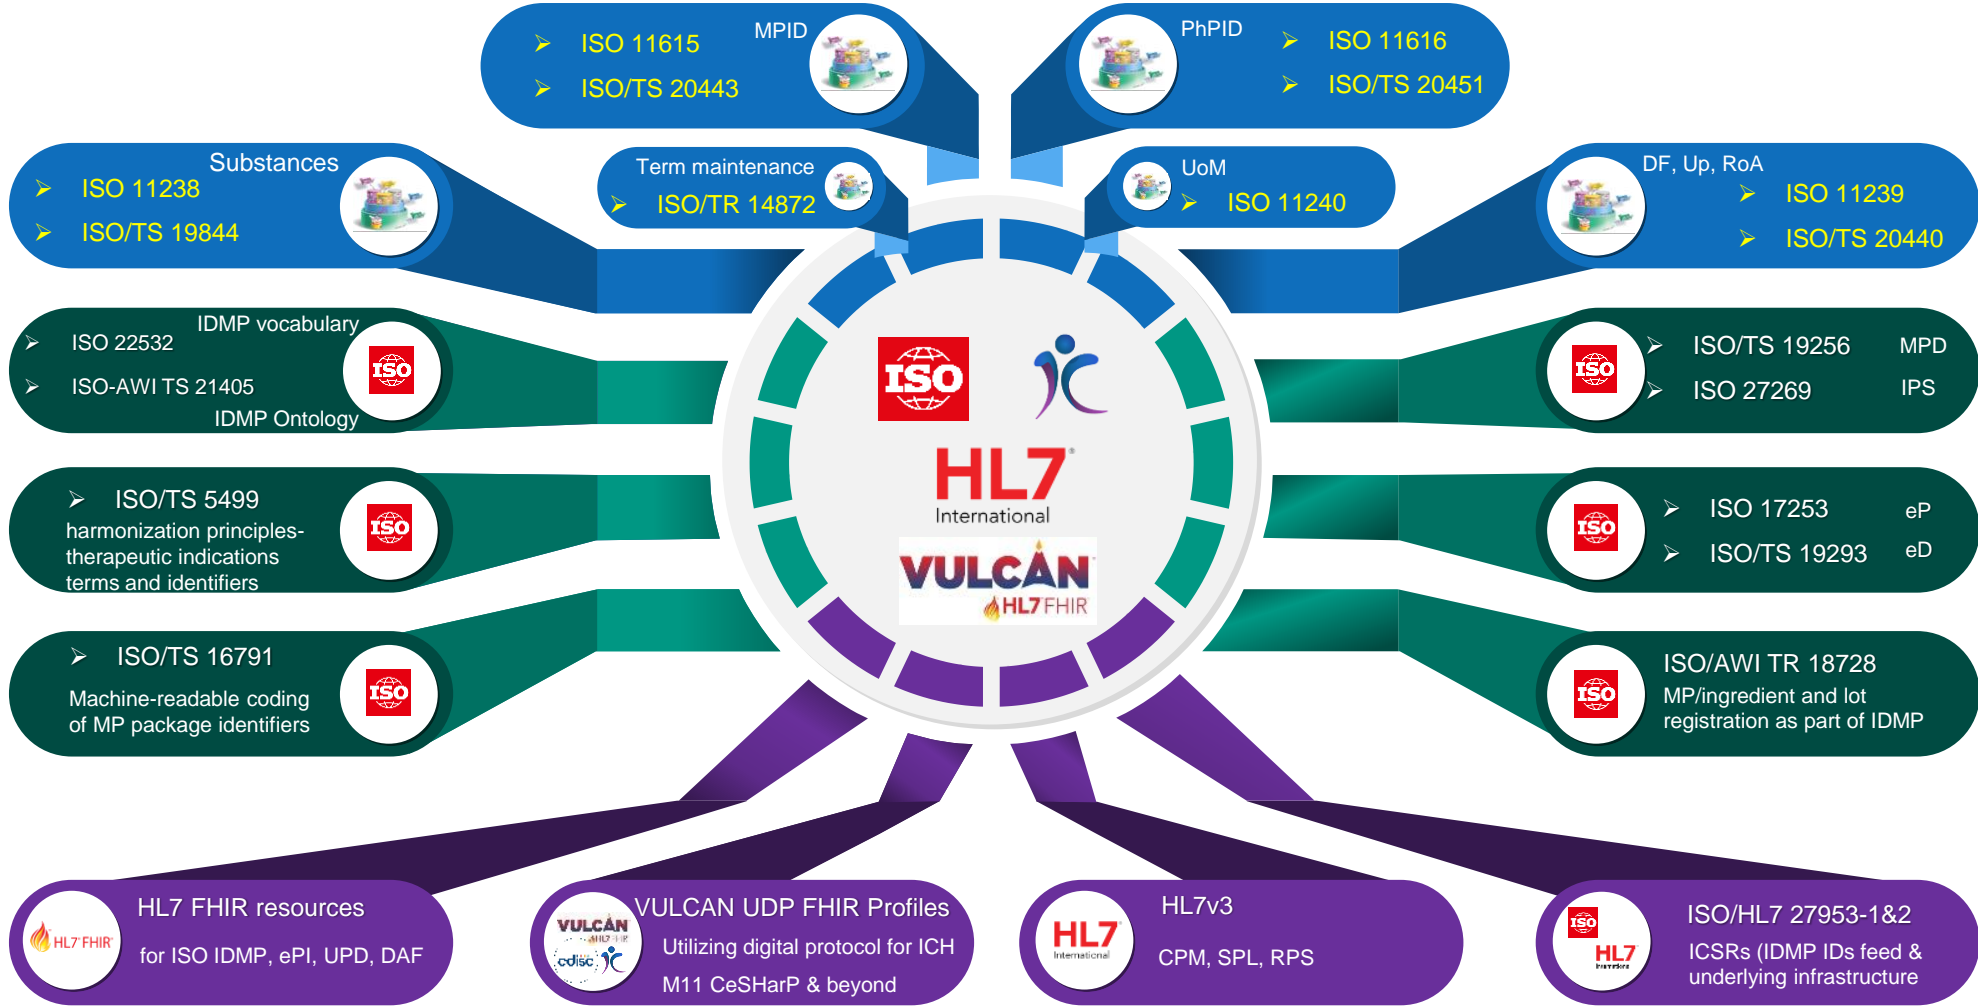 MPID
➢ ISO 11615
➢ ISO/TS 20443
PhPID
➢ ISO 11616
➢ ISO/TS 20451
Substances
➢ ISO 11238
➢ ISO/TS 19844
Term maintenance
➢ ISO/TR 14872
UoM
➢ ISO 11240
DF, Up, RoA
➢ ISO 11239
➢ ISO/TS 20440
IDMP vocabulary
➢ ISO 22532
➢ ISO-AWI TS 21405
IDMP Ontology
ISO
➢ ISO/TS 5499
harmonization principles-
therapeutic indications
terms and identifiers
ISO
➢ ISO/TS 16791
Machine-readable coding
of MP package identifiers
ISO
ISO
HL7®
International
VULCAN
HL7 FHIR
ISO
➢ ISO/TS 19256 MPD
➢ ISO 27269 IPS
ISO
➢ ISO 17253 eP
➢ ISO/TS 19293 eD
ISO
ISO/AWI TR 18728
MP/ingredient and lot
registration as part of IDMP
HL7 FHIR
HL7 FHIR resources
for ISO IDMP, ePI, UPD, DAF
VULCAN
HL7 FHIR
cdisc
VULCAN UDP FHIR Profiles
Utilizing digital protocol for ICH
M11 CeSHarP & beyond
HL7
International
HL7v3
CPM, SPL, RPS
ISO
HL7
International
ISO/HL7 27953-1&2
ICSRs (IDMP IDs feed &
underlying infrastructure